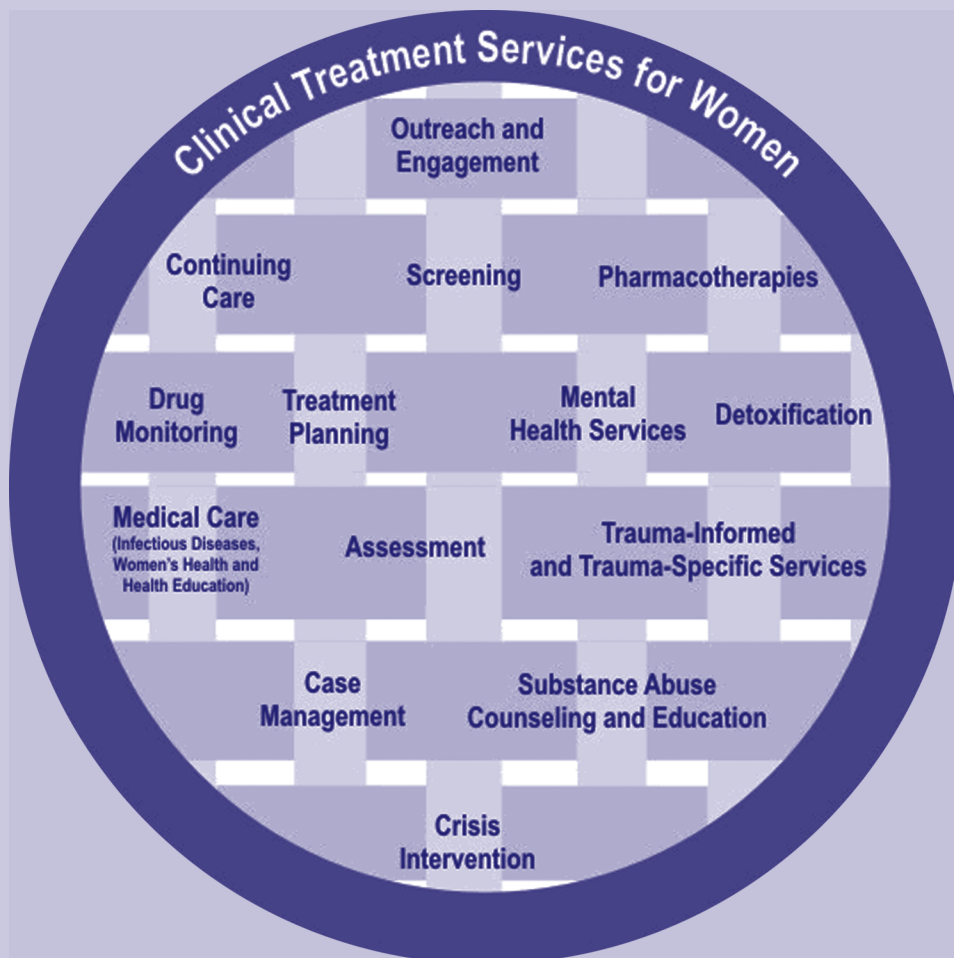 Clinical Treatment Services for Women
Outreach and
Engagement
Continuing
Care
Screening
Pharmacotherapies
Drug
Monitoring
Treatment
Planning
Mental
Health Services
Detoxification
Medical Care
(Infectious Diseases,
Women's Health and
Health Education)
Assessment
Trauma-Informed
and Trauma-Specific Services
Case
Management
Substance Abuse
Counseling and Education
Crisis
Intervention